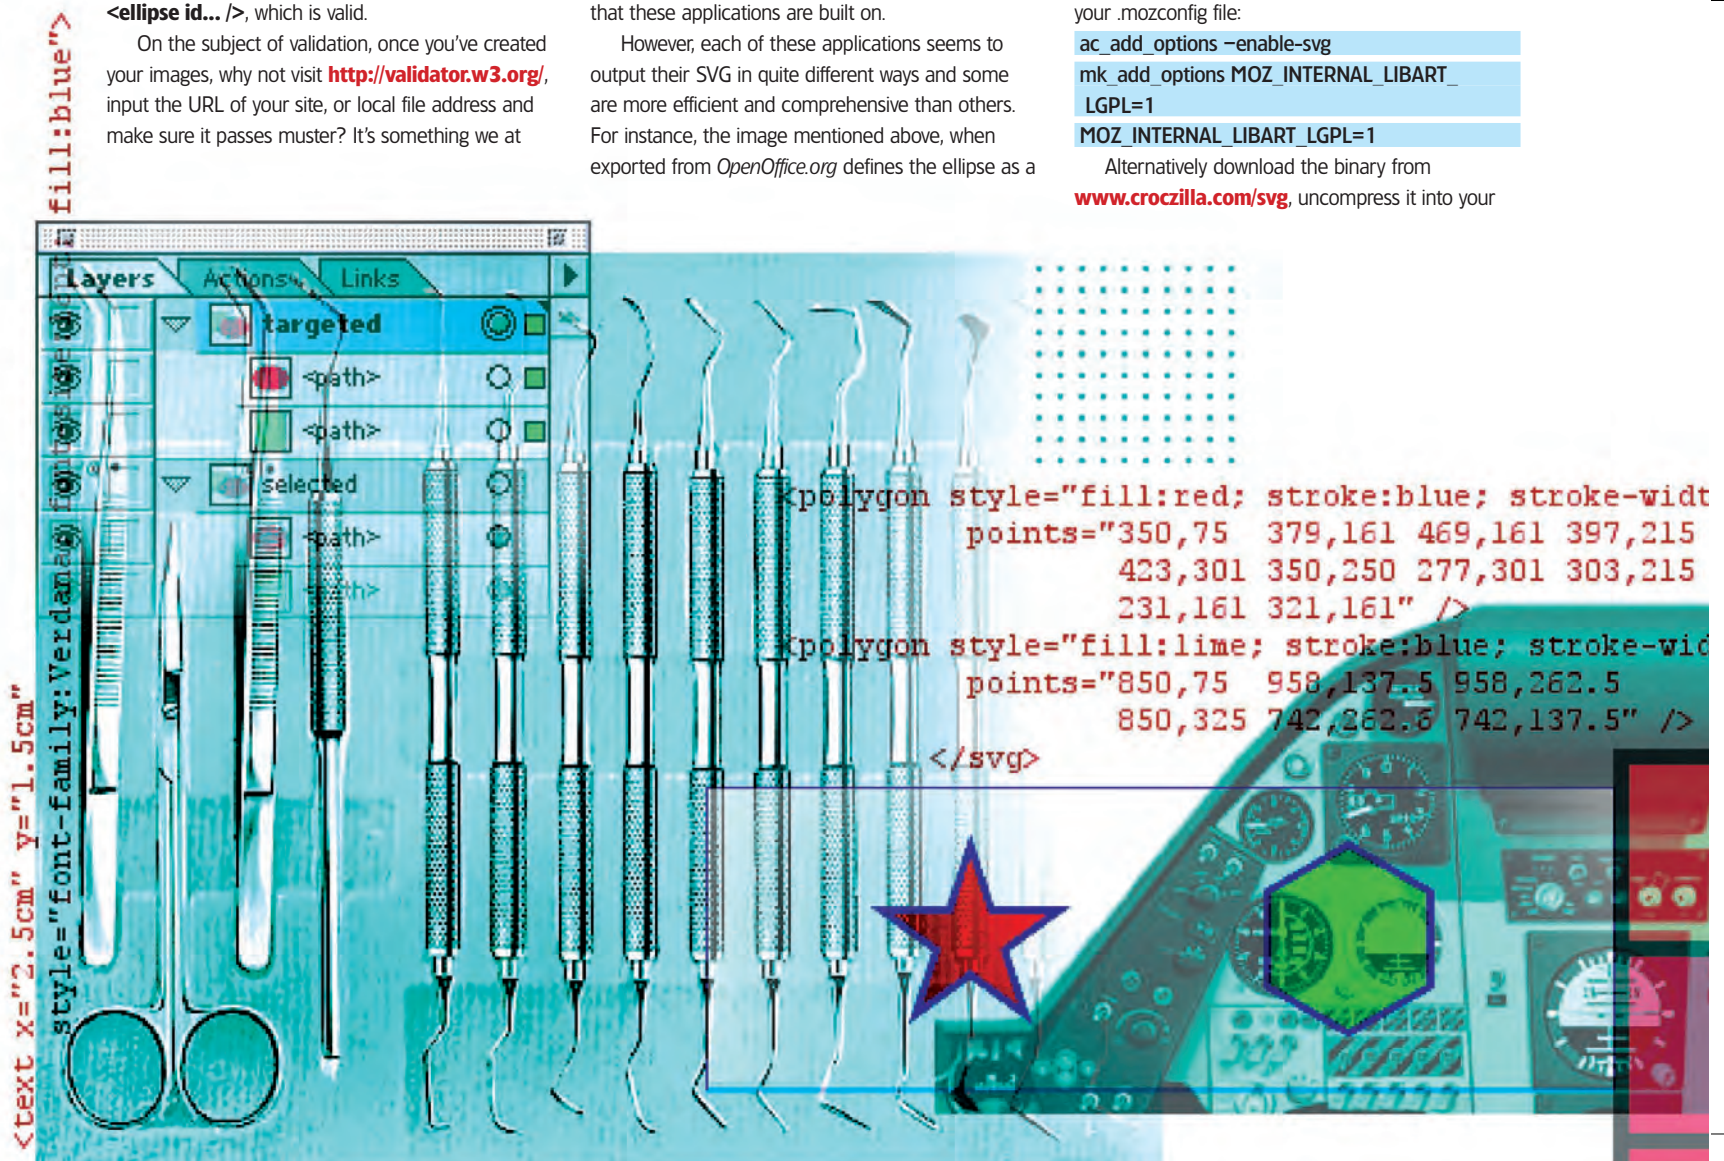 <ellipse id... />, which is valid.
On the subject of validation, once you've created
your images, why not visit http://validator.w3.org/,
input the URL of your site, or local file address and
make sure it passes muster? It's something we at
that these applications are built on.
However, each of these applications seems to
output their SVG in quite different ways and some
are more efficient and comprehensive than others.
For instance, the image mentioned above, when
exported from OpenOffice.org defines the ellipse as a
your .mozconfig file:
ac_add_options –enable-svg
mk_add_options MOZ_INTERNAL_LIBART_
LGPL=1
MOZ_INTERNAL_LIBART_LGPL=1
Alternatively download the binary from
www.croczilla.com/svg, uncompress it into your
Layers Actions Links
targeted
<path>
<path>
selected
<path>
<path>
<polygon style="fill:red; stroke:blue; stroke-widt
points="350,75 379,161 469,161 397,215
423,301 350,250 277,301 303,215
231,161 321,161" />
<polygon style="fill:lime; stroke:blue; stroke-wid
points="850,75 958,137.5 958,262.5
850,325 742,262.6 742,137.5" />
</svg>
<text x="2.5cm" y="1.5cm"
style="font-family:Verdana; fill:blue">